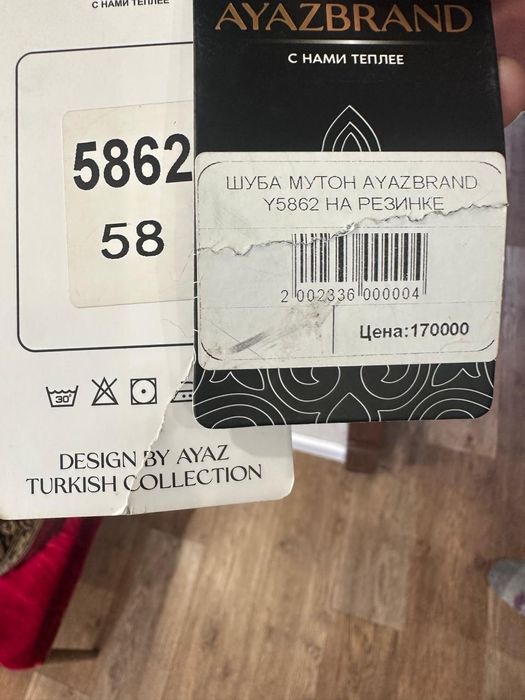 С НАМИ ТЕПЛЕЕ
5862
58
30°
DESIGN BY AYAZ
TURKISH COLLECTION
AYAZBRAND
С НАМИ ТЕПЛЕЕ
ШУБА МУТОН AYAZBRAND
Y5862 НА РЕЗИНКЕ
2 002336 000004
Цена:170000